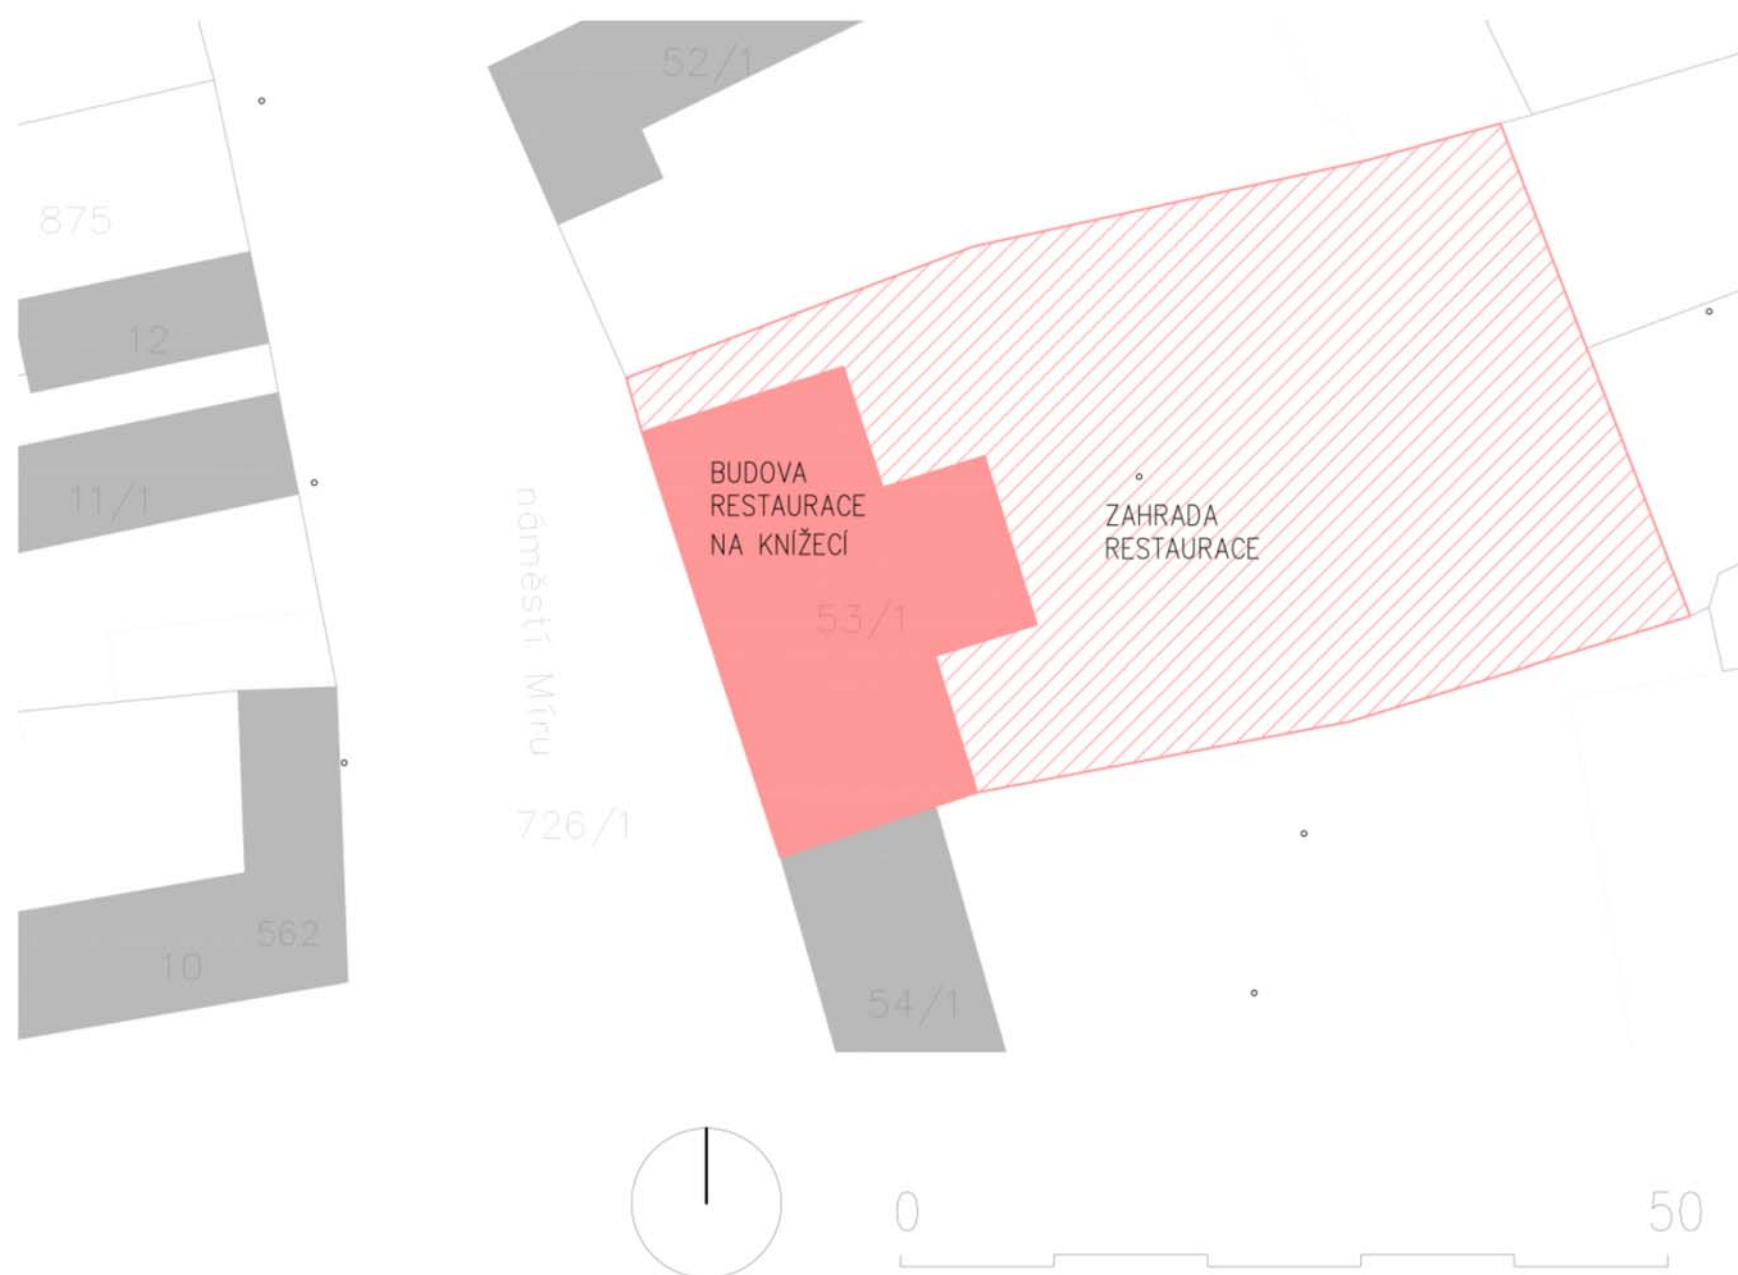 52/1
875
12
11/1
BUDOVA
RESTAURACE
NA KNÍŽECÍ
ZAHRADA
RESTAURACE
53/1
náměstí Míru
726/1
562
10
54/1
0
50